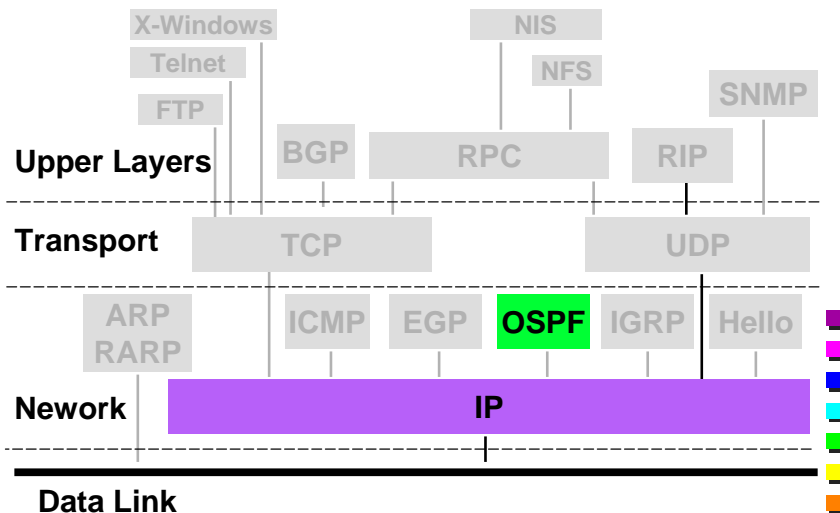 X-Windows
NIS
Telnet
NFS
SNMP
FTP
Upper Layers
BGP
RPC
RIP
Transport
TCP
UDP
ARP
RARP
ICMP
EGP
OSPF
IGRP
Hello
Nework
IP
Data Link